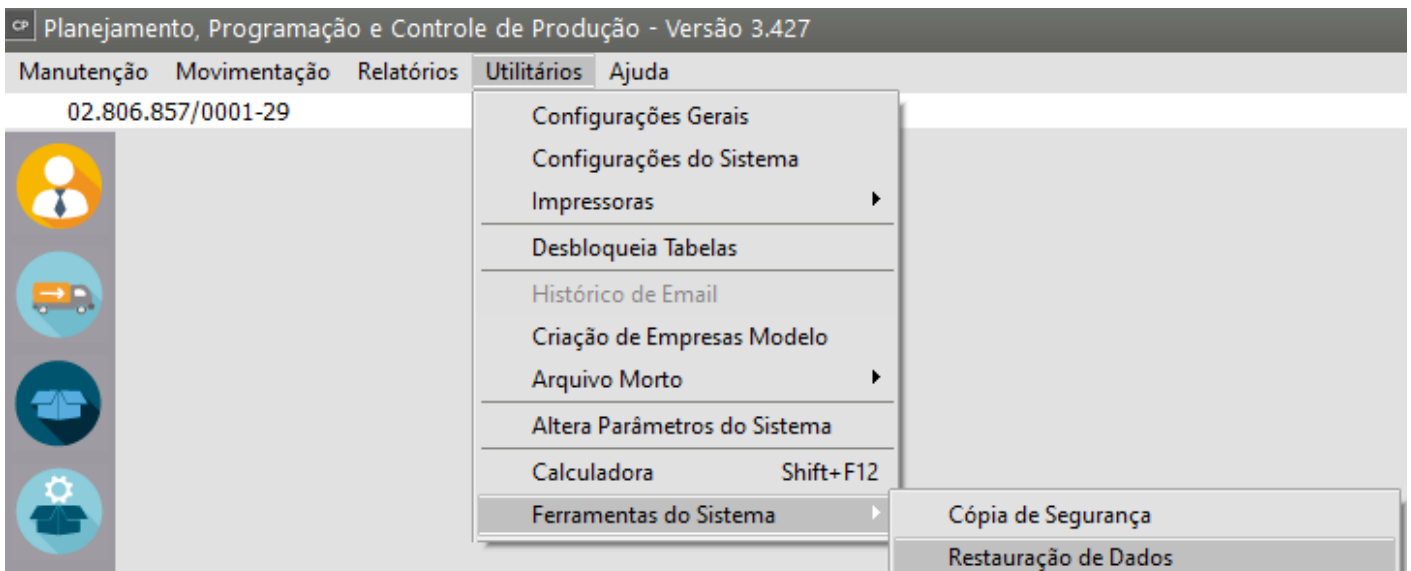 CP Planejamento, Programação e Controle de Produção - Versão 3.427
Manutenção Movimentação Relatórios Utilitários Ajuda
02.806.857/0001-29
Configurações Gerais
Configurações do Sistema
Impressoras
Desbloqueia Tabelas
Histórico de Email
Criação de Empresas Modelo
Arquivo Morto
Altera Parâmetros do Sistema
Calculadora Shift+F12
Ferramentas do Sistema
Cópia de Segurança
Restauração de Dados